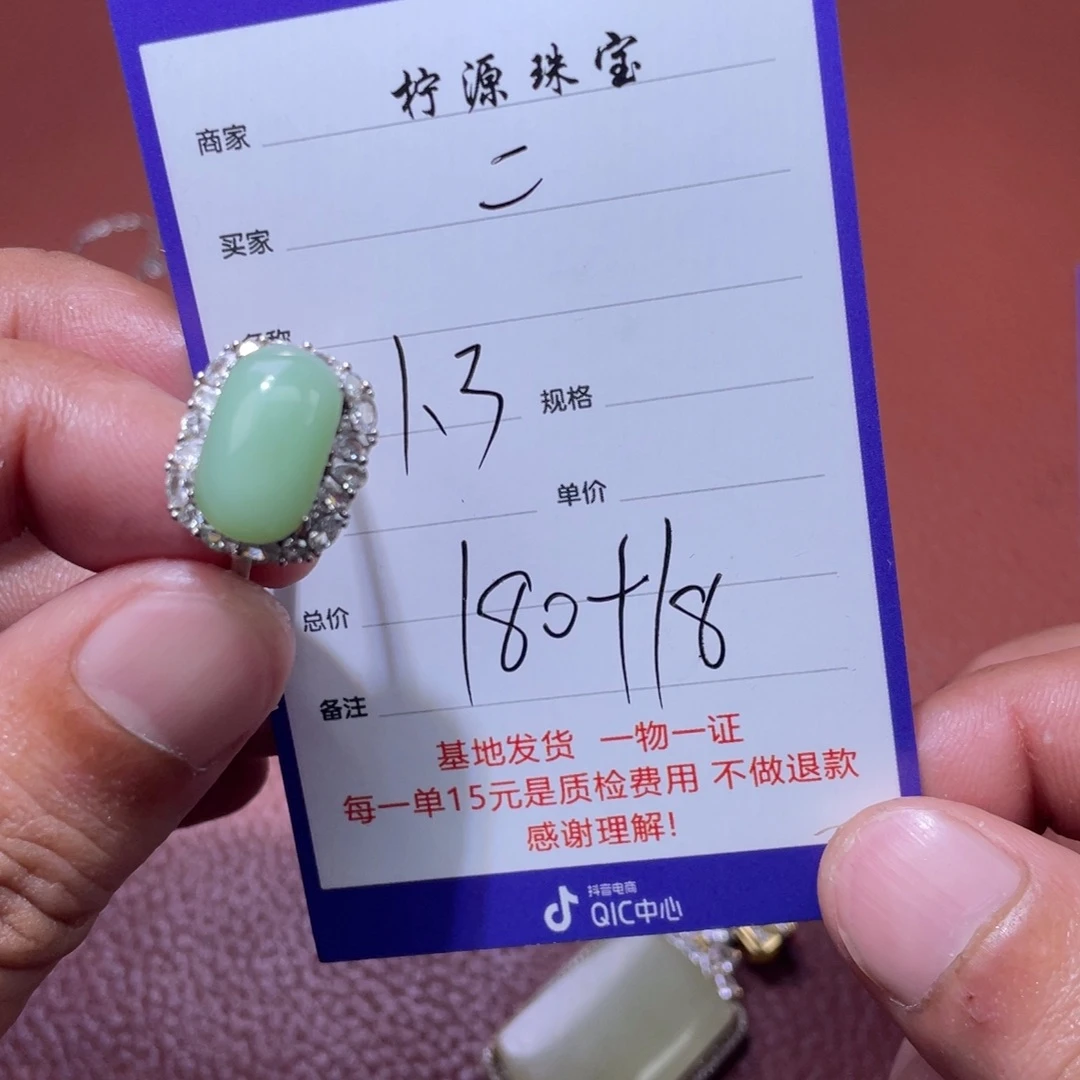 柠源珠宝
商家
二
买家
名称
1.3
规格
单价
180+18
总价
备注
基地发货 一物一证
每一单15元是质检费用 不做退款
感谢理解!
抖音电商
QIC中心